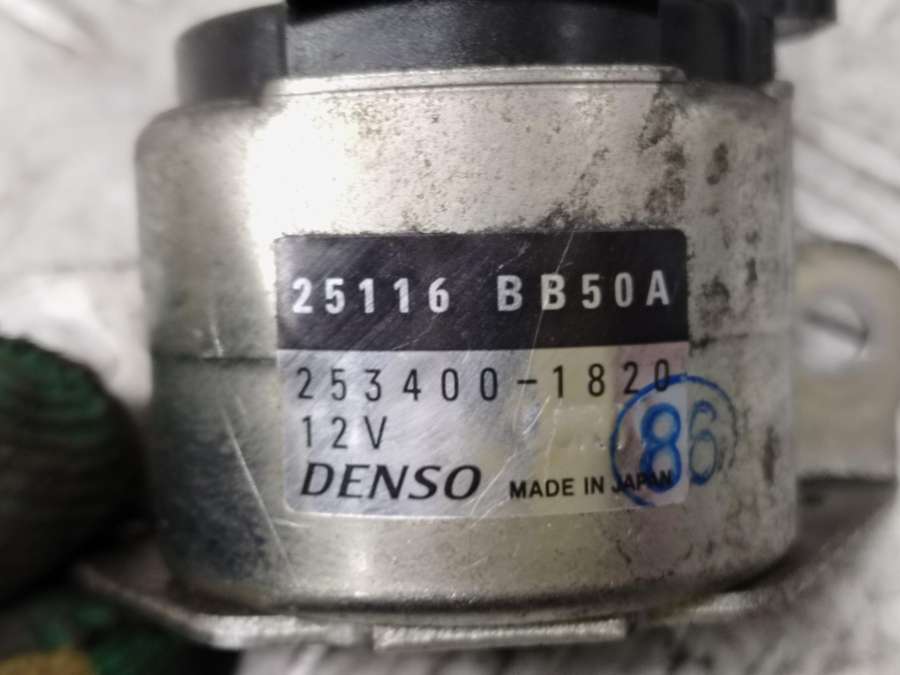 25116 BB50A
253400-1820
12V
DENSO MADE IN JAPAN
86